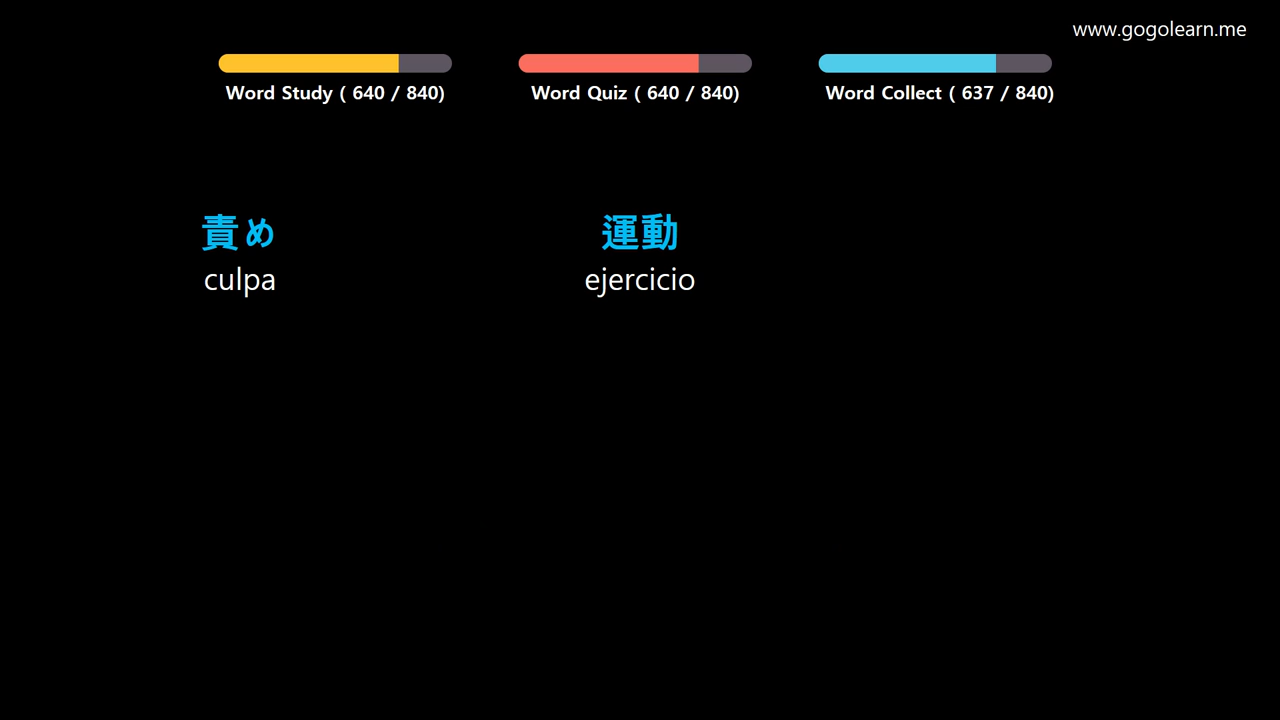 www.gogolearn.me
Word Study ( 640 / 840)
Word Quiz ( 640 / 840)
Word Collect ( 637 / 840)
責め
culpa
運動
ejercicio